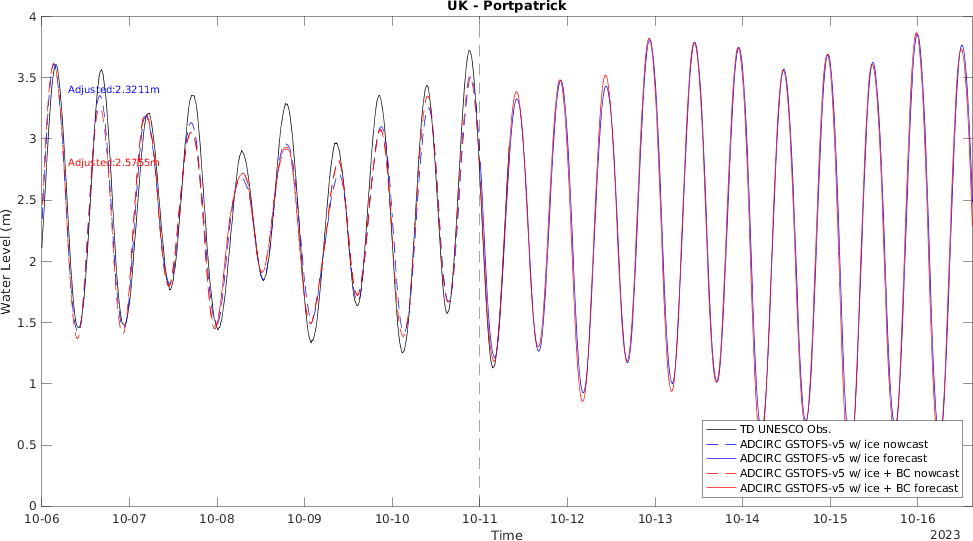 UK - Portpatrick
4
3.5
3
2.5
2
1.5
1
0.5
0
Water Level (m)
Adjusted:2.3211m
Adjusted:2.5755m
TD UNESCO Obs.
ADCIRC GSTOFS-v5 w/ ice nowcast
ADCIRC GSTOFS-v5 w/ ice forecast
ADCIRC GSTOFS-v5 w/ ice + BC nowcast
ADCIRC GSTOFS-v5 w/ ice + BC forecast
10-06 10-07 10-08 10-09 10-10 10-11 10-12 10-13 10-14 10-15 10-16
Time
2023